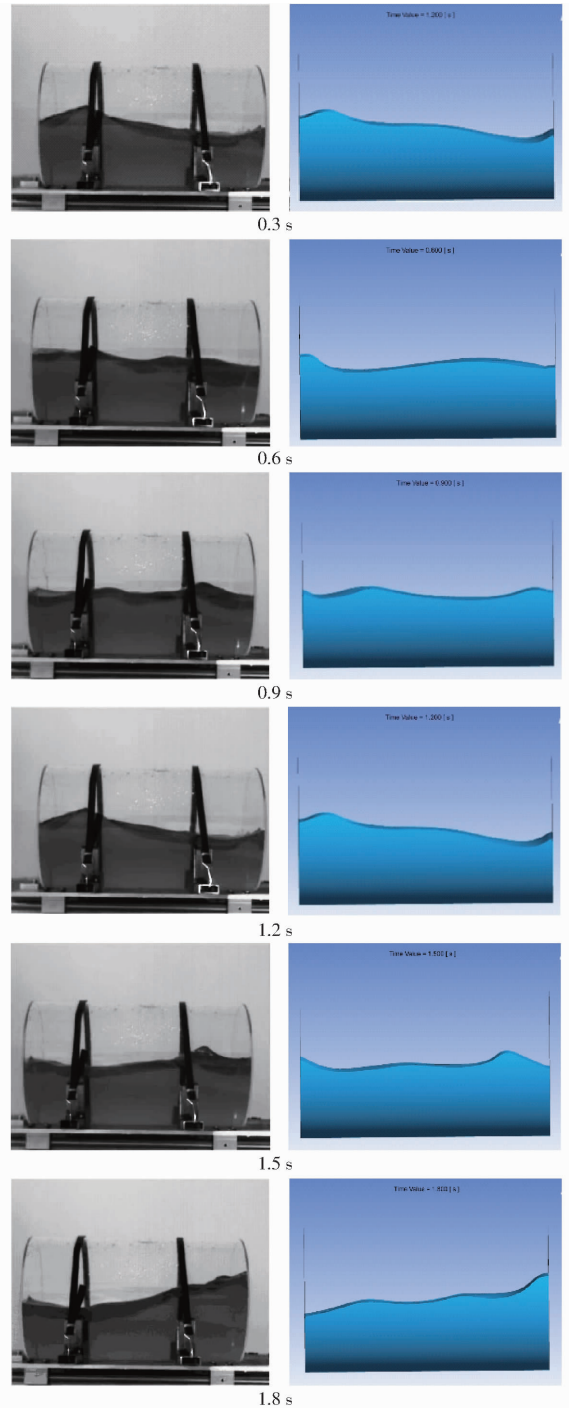 Time Value = 1.200 [ s ]
0.3 s
Time Value = 0.600 [ s ]
0.6 s
Time Value = 0.900 [ s ]
0.9 s
Time Value = 1.200 [ s ]
1.2 s
Time Value = 1.500 [ s ]
1.5 s
Time Value = 1.800 [ s ]
1.8 s